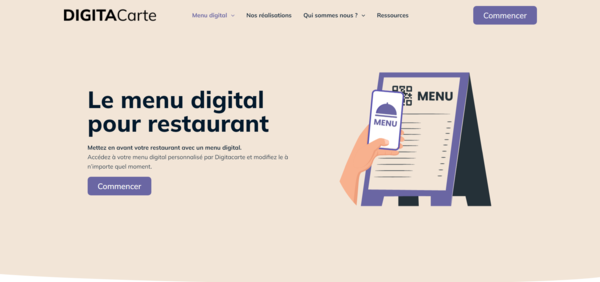 DIGITACarte
Menu digital
Nos réalisations
Qui sommes nous ?
Ressources
Commencer
Le menu digital
pour restaurant
Mettez en avant votre restaurant avec un menu digital.
Accédez à votre menu digital personnalisé par Digitacarte et modifiez le à
n'importe quel moment.
Commencer
MENU
MENU